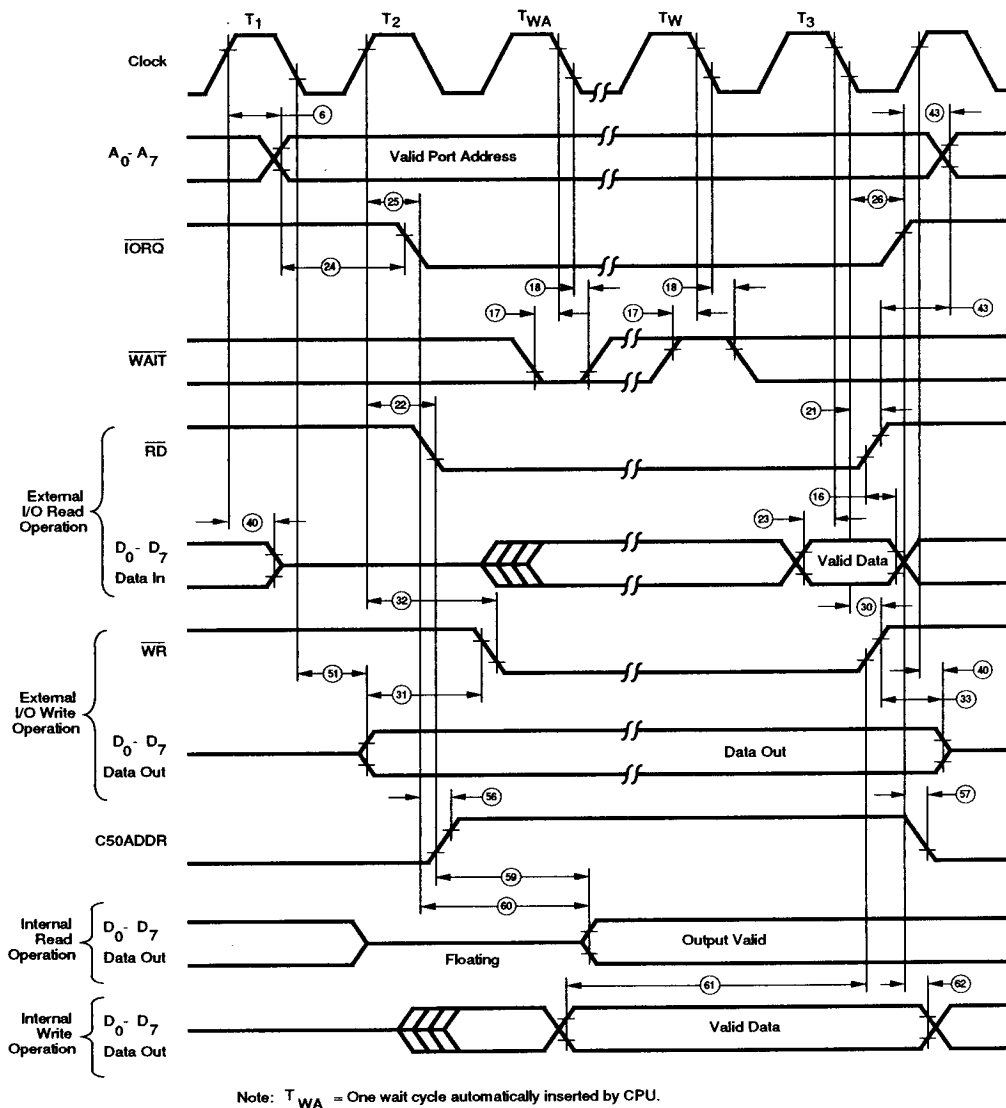 T1 T2 TWA TW T3
Clock
6
43
A0- A7
Valid Port Address
25
26
IORQ
24
18
18
17
17
43
WAIT
22
21
RD
External
I/O Read
Operation
16
40
23
D0- D7
Data In
Valid Data
32
30
WR
51
31
40
33
External
I/O Write
Operation
D0- D7
Data Out
Data Out
56
57
C50ADDR
59
60
Internal
Read
Operation
D0- D7
Data Out
Output Valid
Floating
61
62
Internal
Write
Operation
D0- D7
Data Out
Valid Data
Note: TWA = One wait cycle automatically inserted by CPU.